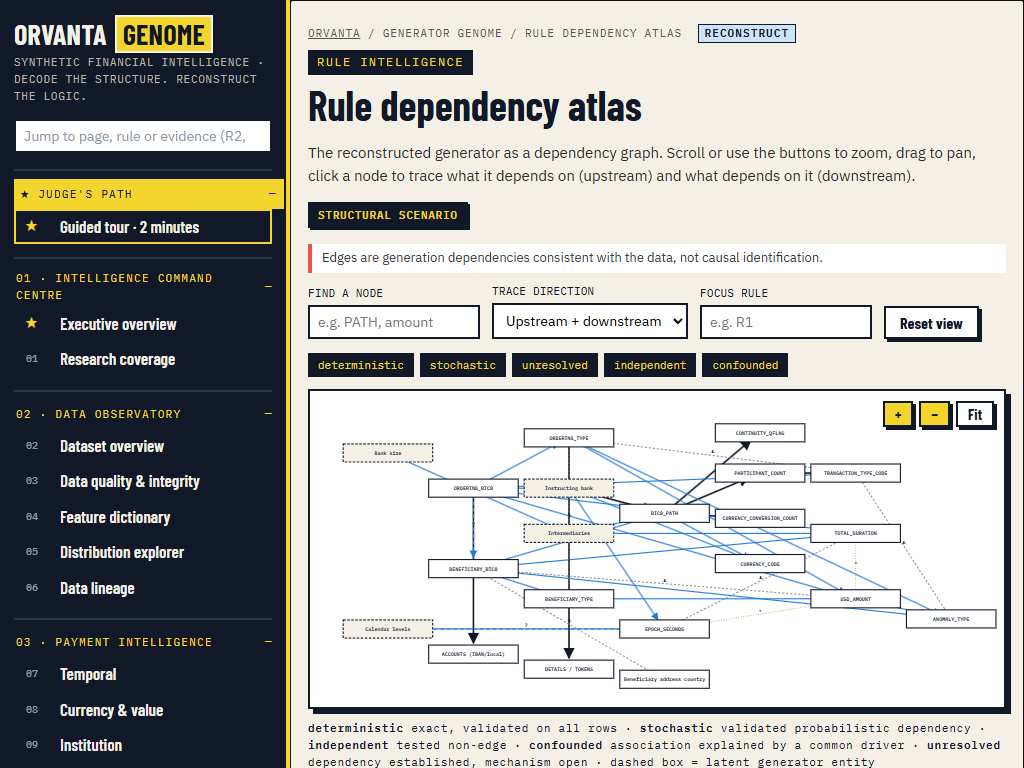 ORVANTA GENOME
SYNTHETIC FINANCIAL INTELLIGENCE ·
DECODE THE STRUCTURE. RECONSTRUCT
THE LOGIC.
Jump to page, rule or evidence (R2,
★ JUDGE'S PATH −
★ Guided tour · 2 minutes
01 · INTELLIGENCE COMMAND
CENTRE −
★ Executive overview
01 Research coverage
02 · DATA OBSERVATORY −
02 Dataset overview
03 Data quality & integrity
04 Feature dictionary
05 Distribution explorer
06 Data lineage
03 · PAYMENT INTELLIGENCE −
07 Temporal
08 Currency & value
09 Institution
ORVANTA / GENERATOR GENOME / RULE DEPENDENCY ATLAS RECONSTRUCT
RULE INTELLIGENCE
Rule dependency atlas
The reconstructed generator as a dependency graph. Scroll or use the buttons to zoom, drag to pan,
click a node to trace what it depends on (upstream) and what depends on it (downstream).
STRUCTURAL SCENARIO
Edges are generation dependencies consistent with the data, not causal identification.
FIND A NODE TRACE DIRECTION FOCUS RULE
e.g. PATH, amount Upstream + downstream e.g. R1 Reset view
deterministic stochastic unresolved independent confounded
+ − Fit
CONTINUITY_QFLAG
ORDERING_TYPE
Bank size
PARTICIPANT_COUNT TRANSACTION_TYPE_CODE
ORDERING_BIC8 Instructing bank
BIC8_PATH
CURRENCY_CONVERSION_COUNT
Intermediaries TOTAL_DURATION
CURRENCY_CODE
BENEFICIARY_BIC8
BENEFICIARY_TYPE USD_AMOUNT
ANOMALY_TYPE
Calendar levels EPOCH_SECONDS
ACCOUNTS (IBAN/local)
DETAILS / TOKENS
Beneficiary address country
deterministic exact, validated on all rows · stochastic validated probabilistic dependency ·
independent tested non-edge · confounded association explained by a common driver · unresolved
dependency established, mechanism open · dashed box = latent generator entity